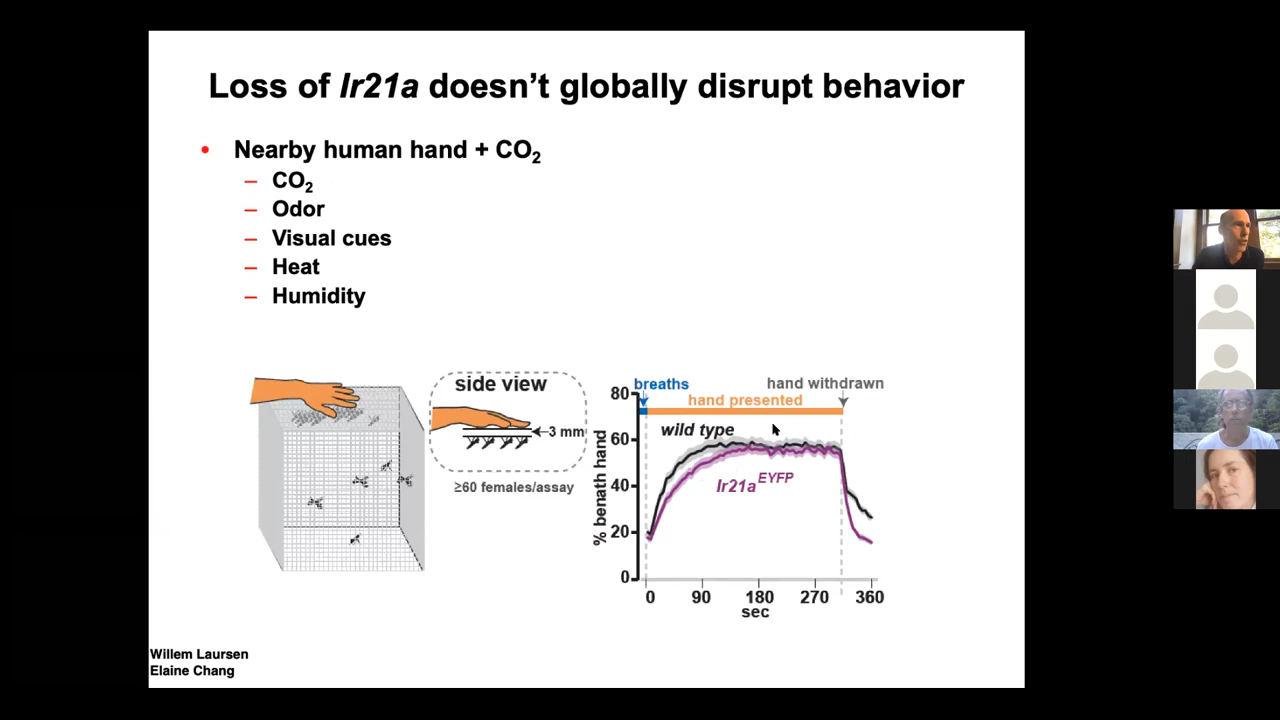 Loss of Ir21a doesn't globally disrupt behavior
• Nearby human hand + CO₂
– CO₂
– Odor
– Visual cues
– Heat
– Humidity
side view
3 mm
≥60 females/assay
breaths
hand withdrawn
hand presented
wild type
Ir21a^EYFP
% benath hand
80
60
40
20
0
0 90 180 270 360
sec
Willem Laursen
Elaine Chang